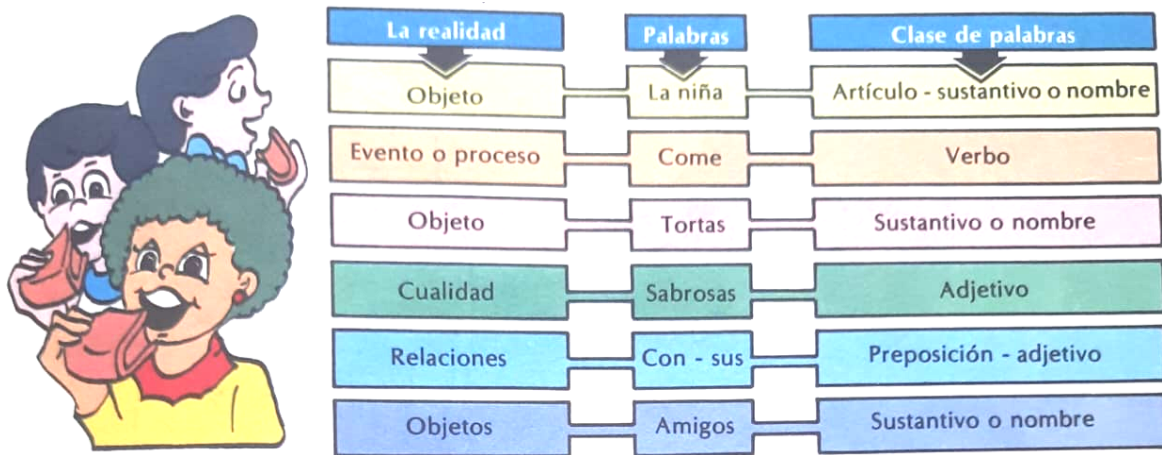 La realidad Palabras Clase de palabras
Objeto La niña Artículo - sustantivo o nombre
Evento o proceso Come Verbo
Objeto Tortas Sustantivo o nombre
Cualidad Sabrosas Adjetivo
Relaciones Con - sus Preposición - adjetivo
Objetos Amigos Sustantivo o nombre